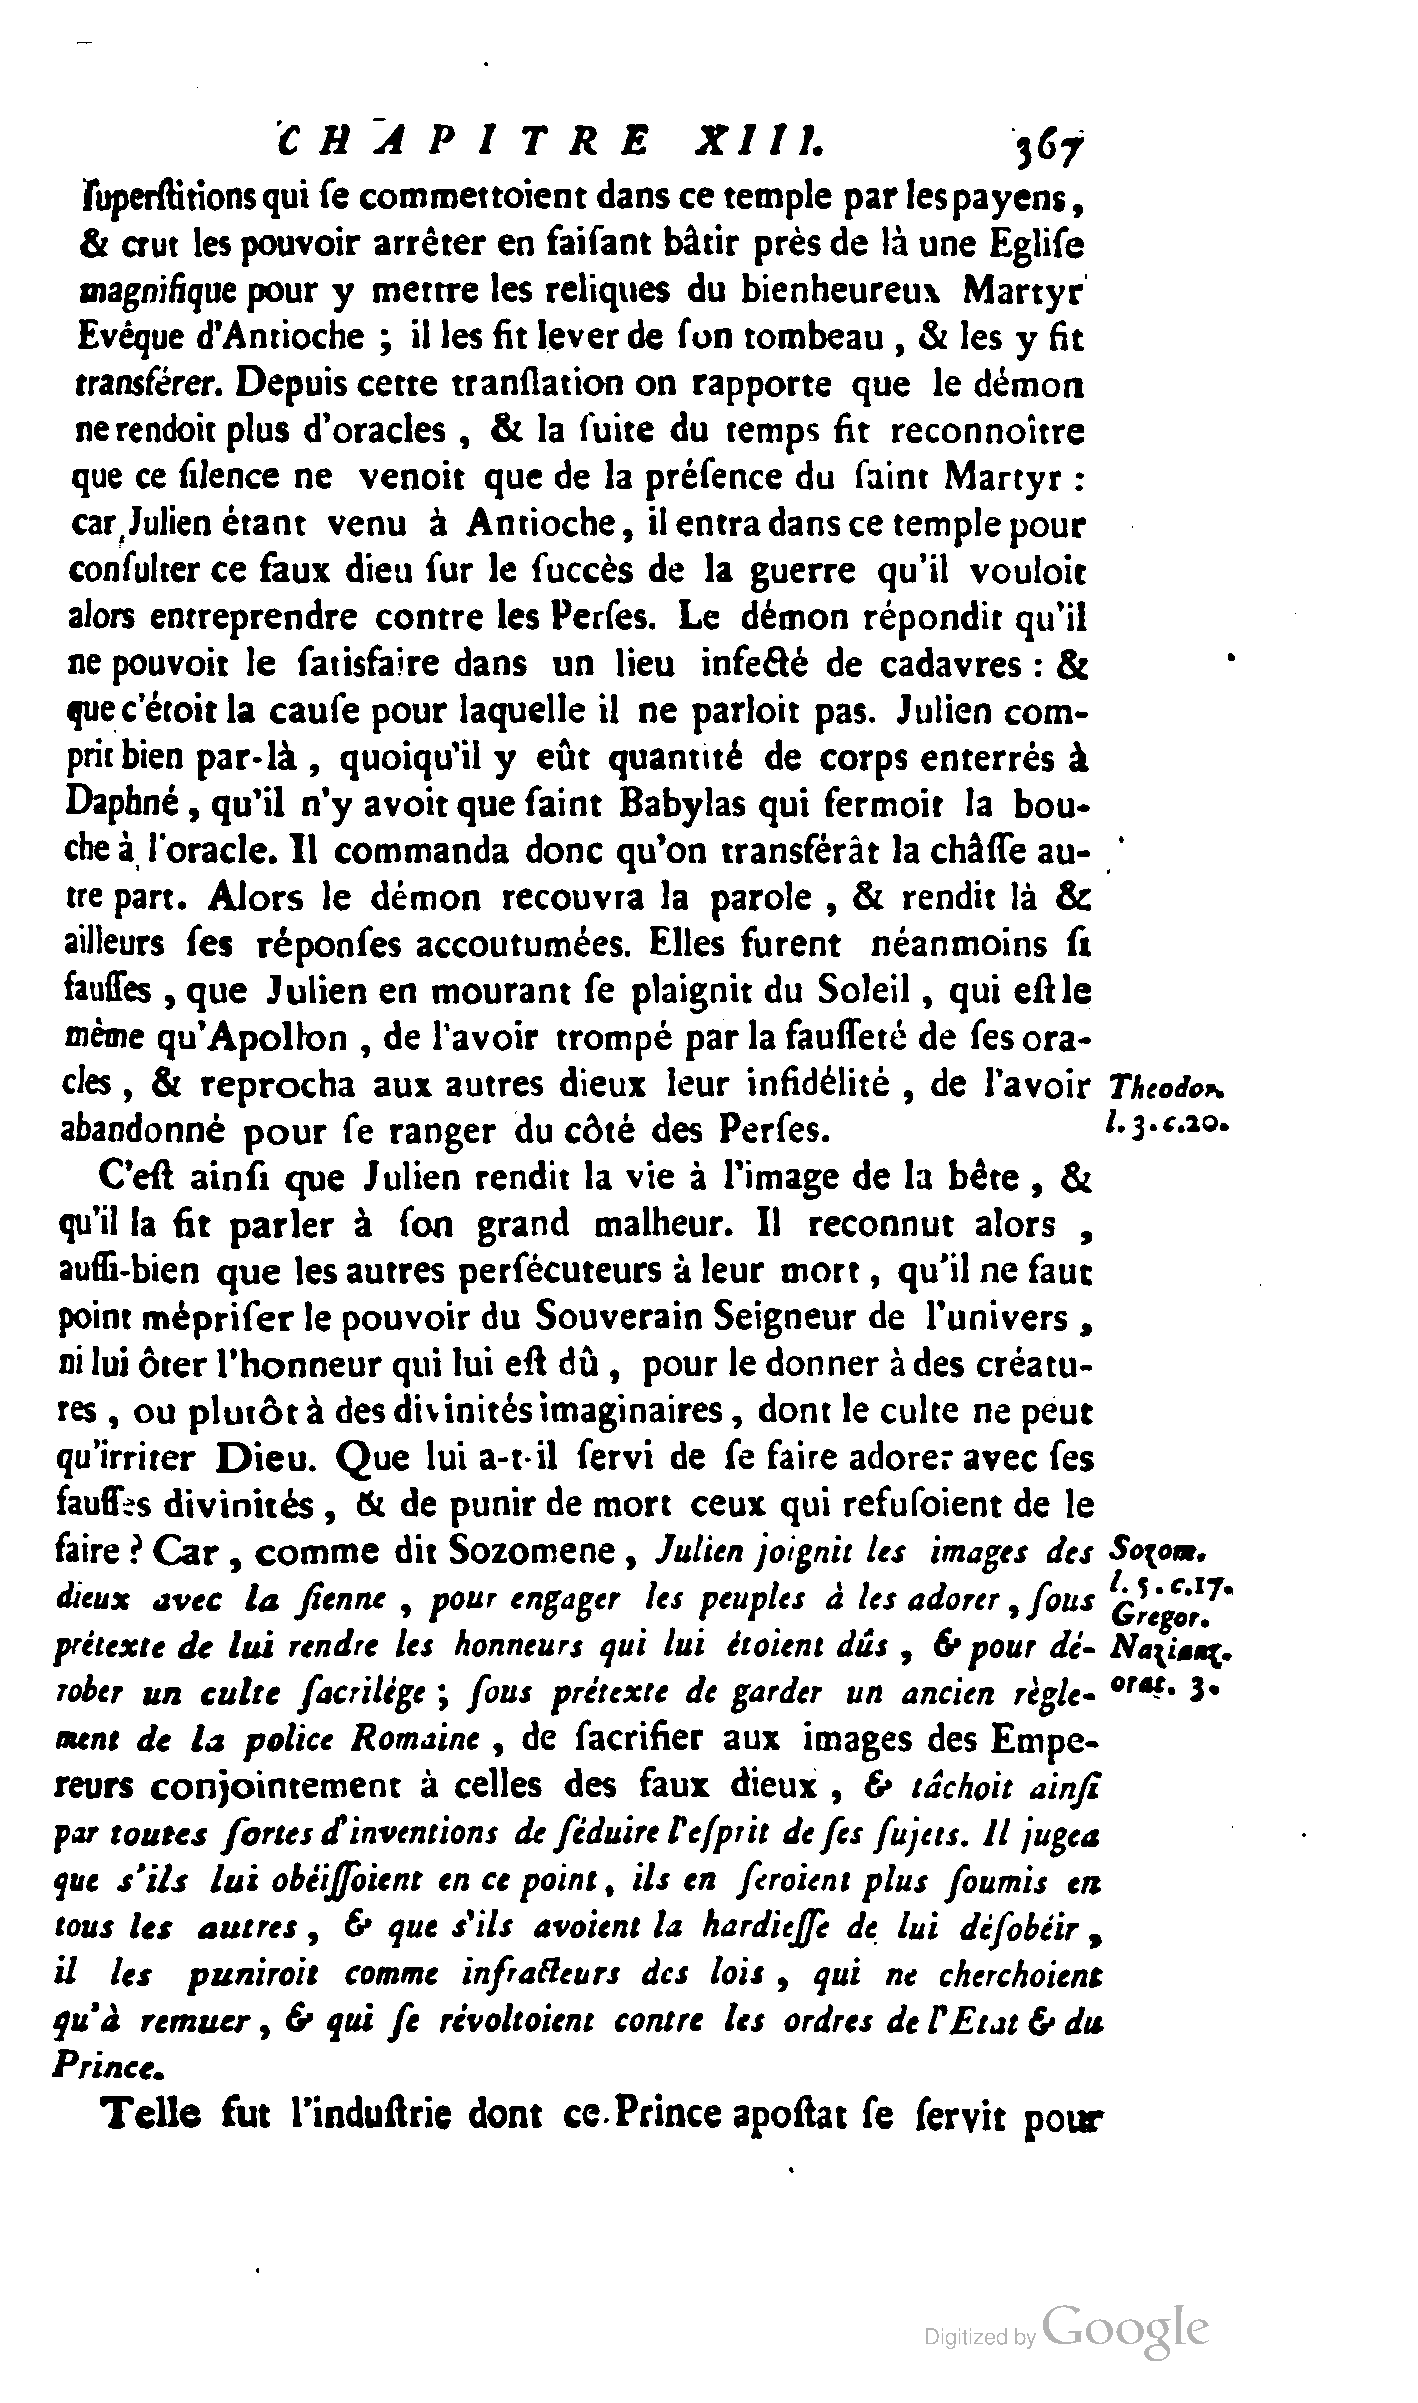 CHAPITRE XIII. 367
ſuperſtitions qui ſe commettoient dans ce temple par les payens,
& crut les pouvoir arrêter en faiſant bâtir près de là une Egliſe
magnifique pour y mettre les reliques du bienheureux Martyr
Evêque d'Antioche ; il les fit lever de ſon tombeau , & les y fit
transférer. Depuis cette tranſlation on rapporte que le démon
ne rendoit plus d'oracles , & la ſuite du temps fit reconnoître
que ce ſilence ne venoit que de la préſence du ſaint Martyr :
car Julien étant venu à Antioche, il entra dans ce temple pour
conſulter ce faux dieu ſur le ſuccès de la guerre qu'il vouloit
alors entreprendre contre les Perſes. Le démon répondit qu'il
ne pouvoit le ſatisfaire dans un lieu infecté de cadavres : &
que c'étoit la cauſe pour laquelle il ne parloit pas. Julien com-
prit bien par-là , quoiqu'il y eût quantité de corps enterrés à
Daphné , qu'il n'y avoit que ſaint Babylas qui fermoit la bou-
che à l'oracle. Il commanda donc qu'on transférât la châſſe au-
tre part. Alors le démon recouvra la parole , & rendit là &
ailleurs ſes réponſes accoutumées. Elles furent néanmoins ſi
fauſſes , que Julien en mourant ſe plaignit du Soleil , qui eſt le
même qu'Apollon , de l'avoir trompé par la fauſſeté de ſes ora-
cles , & reprocha aux autres dieux leur infidélité , de l'avoir Theodor.
abandonné pour ſe ranger du côté des Perſes. l. 3. c. 20.
C'eſt ainſi que Julien rendit la vie à l'image de la bête , &
qu'il la fit parler à ſon grand malheur. Il reconnut alors ,
auſſi-bien que les autres perſécuteurs à leur mort , qu'il ne faut
point mépriſer le pouvoir du Souverain Seigneur de l'univers ,
ni lui ôter l'honneur qui lui eſt dû , pour le donner à des créatu-
res , ou plutôt à des divinités imaginaires , dont le culte ne peut
qu'irriter Dieu. Que lui a-t-il ſervi de ſe faire adorer avec ſes
fauſſes divinités , & de punir de mort ceux qui refuſoient de le
faire ? Car , comme dit Sozomene , Julien joignit les images des Sozom.
dieux avec la ſienne , pour engager les peuples à les adorer , ſous l. 5. c. 17.
Gregor.
prétexte de lui rendre les honneurs qui lui étoient dûs , & pour dé- Nazianz.
rober un culte ſacrilége ; ſous prétexte de garder un ancien règle- orat. 3.
ment de la police Romaine , de ſacrifier aux images des Empe-
reurs conjointement à celles des faux dieux , & tâchoit ainſi
par toutes ſortes d'inventions de ſéduire l'eſprit de ſes ſujets. Il jugea
que s'ils lui obéiſſoient en ce point , ils en ſeroient plus ſoumis en
tous les autres , & que s'ils avoient la hardieſſe de lui déſobéir ,
il les puniroit comme infracteurs des lois , qui ne cherchoient
qu'à remuer , & qui ſe révoltoient contre les ordres de l'Etat & du
Prince.
Telle fut l'induſtrie dont ce Prince apoſtat ſe ſervit pour
Digitized by Google